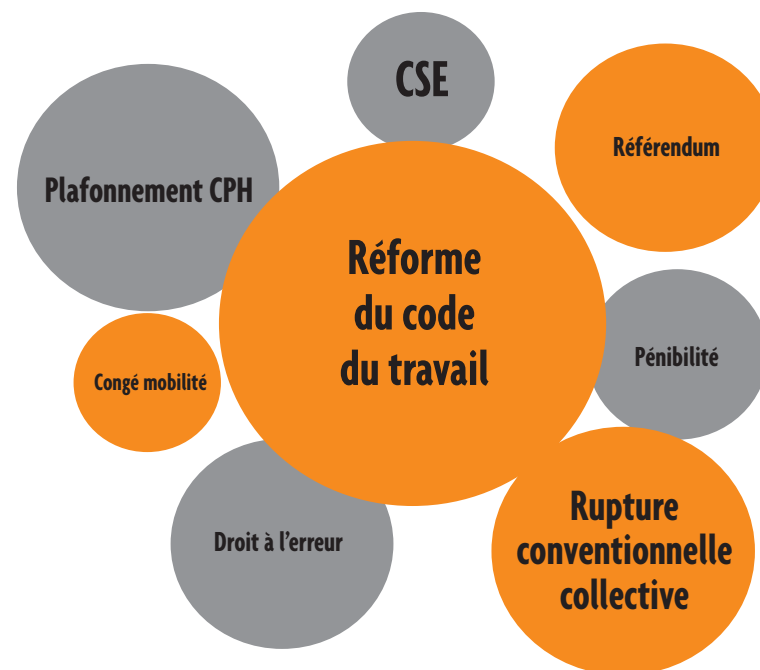 CSE
Référendum
Plafonnement CPH
Réforme
du code
du travail
Pénibilité
Congé mobilité
Droit à l'erreur
Rupture
conventionnelle
collective